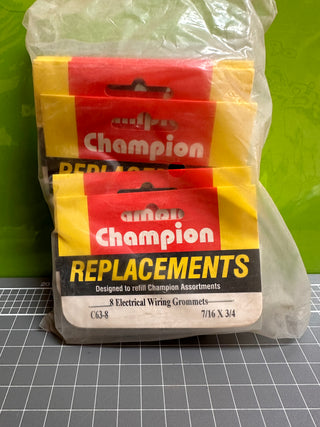 Champion
REPLACEMENTS
Champion
REPLACEMENTS
Designed to refill Champion Assortments
8 Electrical Wiring Grommets
C63-8 7/16 X 3/4